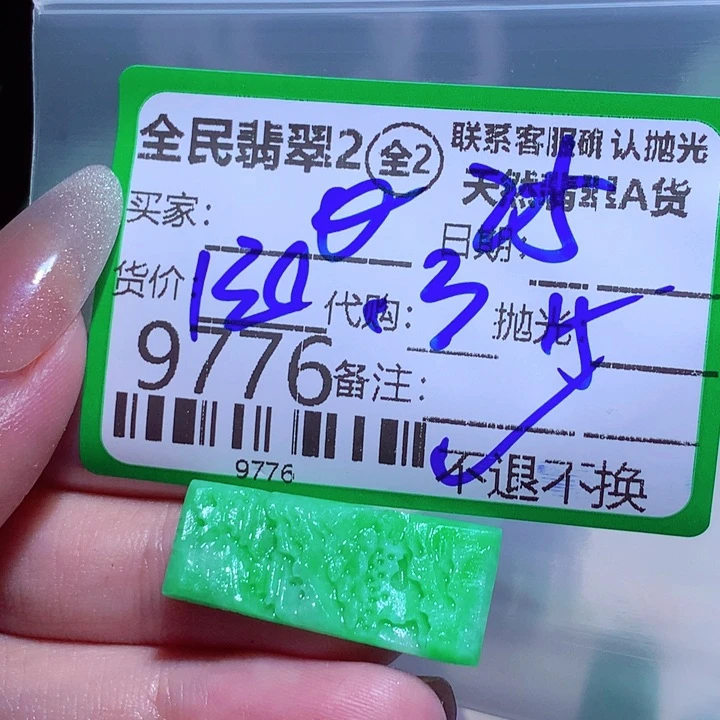 全民翡翠2 全2
联系客服确认抛光
天然翡翠A货
买家:
日期:
货价 130 代购: 3 抛光:
9776 备注:
9776
不退不换